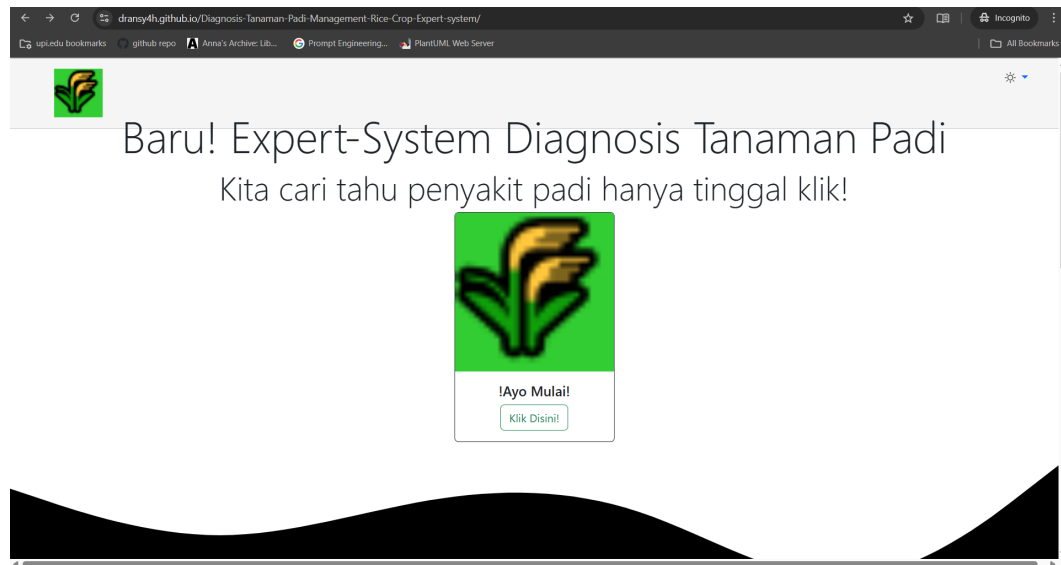 dransy4h.github.io/Diagnosis-Tanaman-Padi-Management-Rice-Crop-Expert-system/
Incognito
upi.edu bookmarks github repo Anna's Archive: Lib... Prompt Engineering... PlantUML Web Server All Bookmarks
Baru! Expert-System Diagnosis Tanaman Padi
Kita cari tahu penyakit padi hanya tinggal klik!
!Ayo Mulai!
Klik Disini!